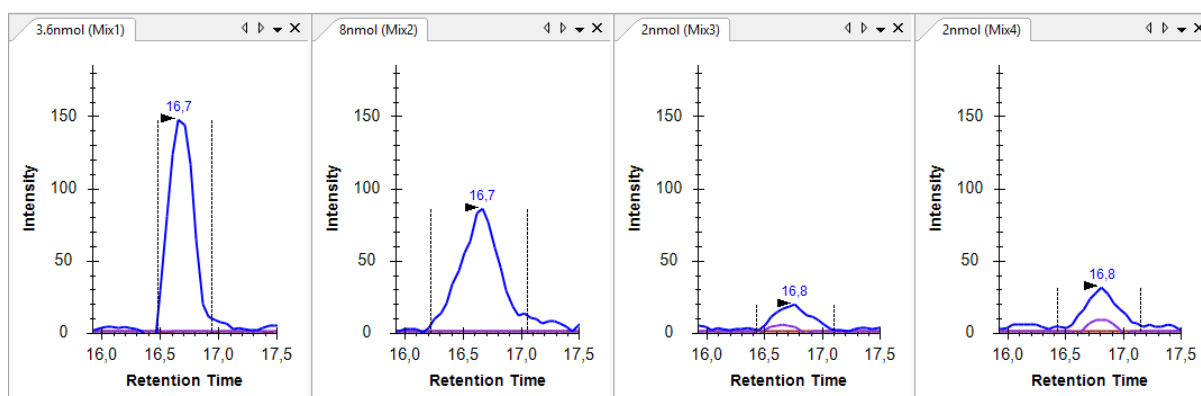 3.6nmol (Mix1)
150
100
50
0
Intensity
16,7
16,0 16,5 17,0 17,5
Retention Time
8nmol (Mix2)
150
100
50
0
Intensity
16,7
16,0 16,5 17,0 17,5
Retention Time
2nmol (Mix3)
150
100
50
0
Intensity
16,8
16,0 16,5 17,0 17,5
Retention Time
2nmol (Mix4)
150
100
50
0
Intensity
16,8
16,0 16,5 17,0 17,5
Retention Time